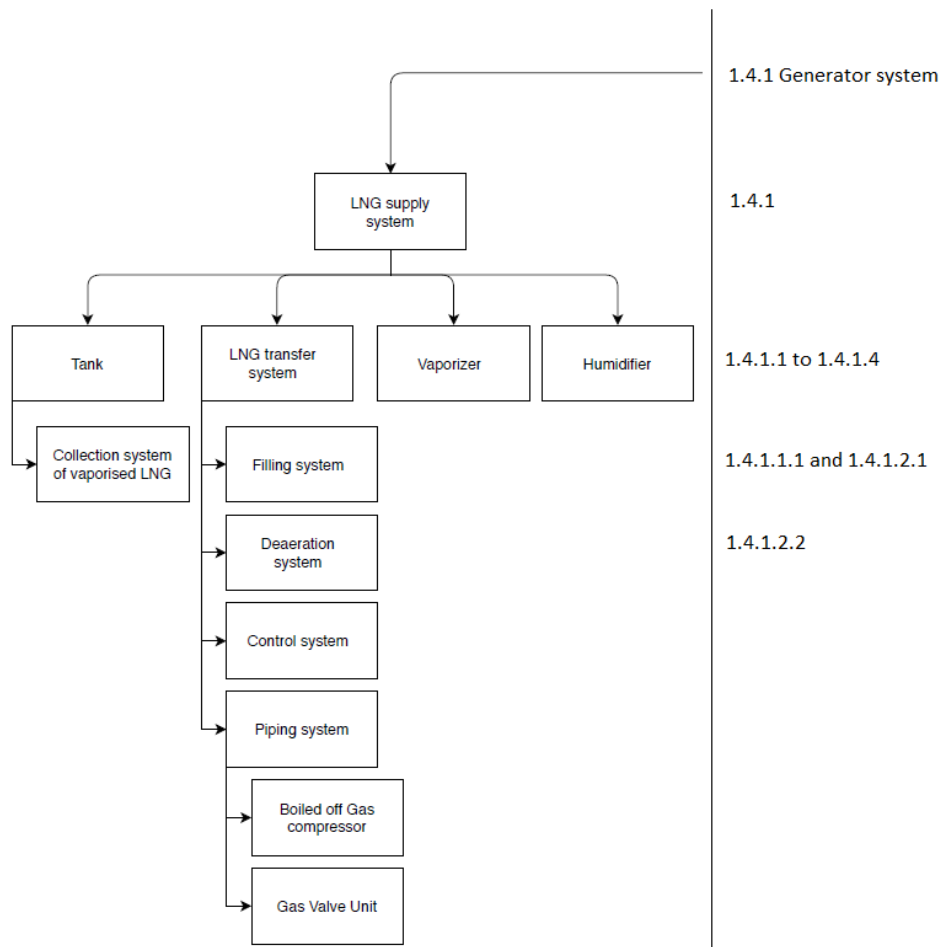 1.4.1 Generator system
LNG supply
system
1.4.1
Tank
LNG transfer
system
Vaporizer
Humidifier
1.4.1.1 to 1.4.1.4
Collection system
of vaporised LNG
Filling system
1.4.1.1.1 and 1.4.1.2.1
Deaeration
system
1.4.1.2.2
Control system
Piping system
Boiled off Gas
compressor
Gas Valve Unit